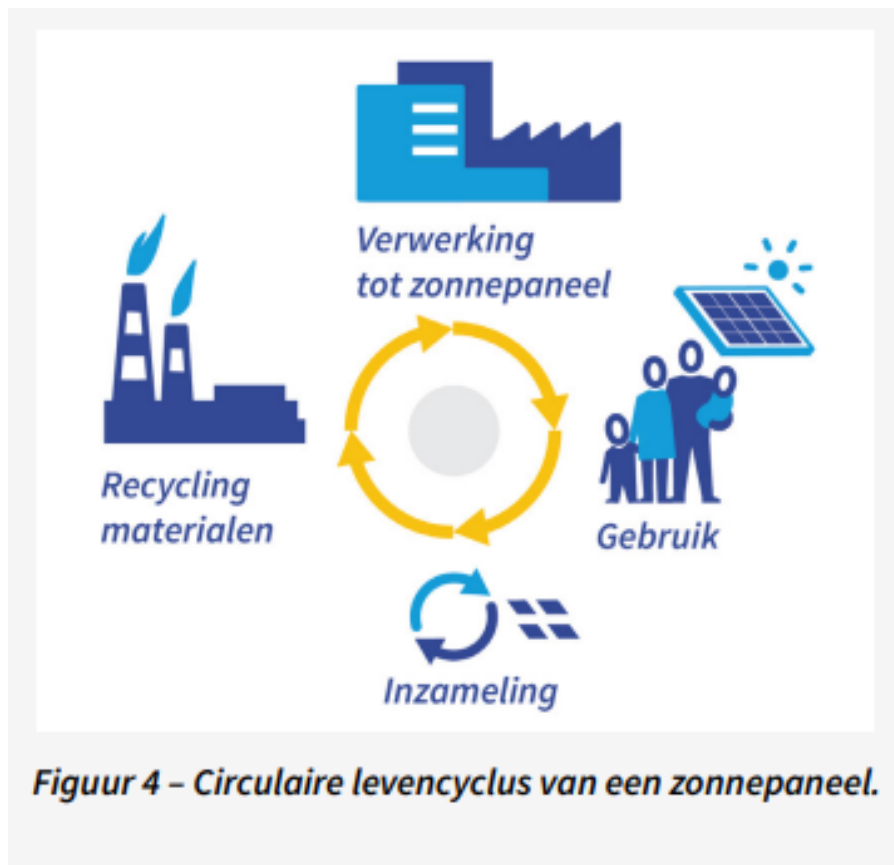 Verwerking
tot zonnepaneel
Recycling
materialen
Gebruik
Inzameling
Figuur 4 – Circulaire levencyclus van een zonnepaneel.